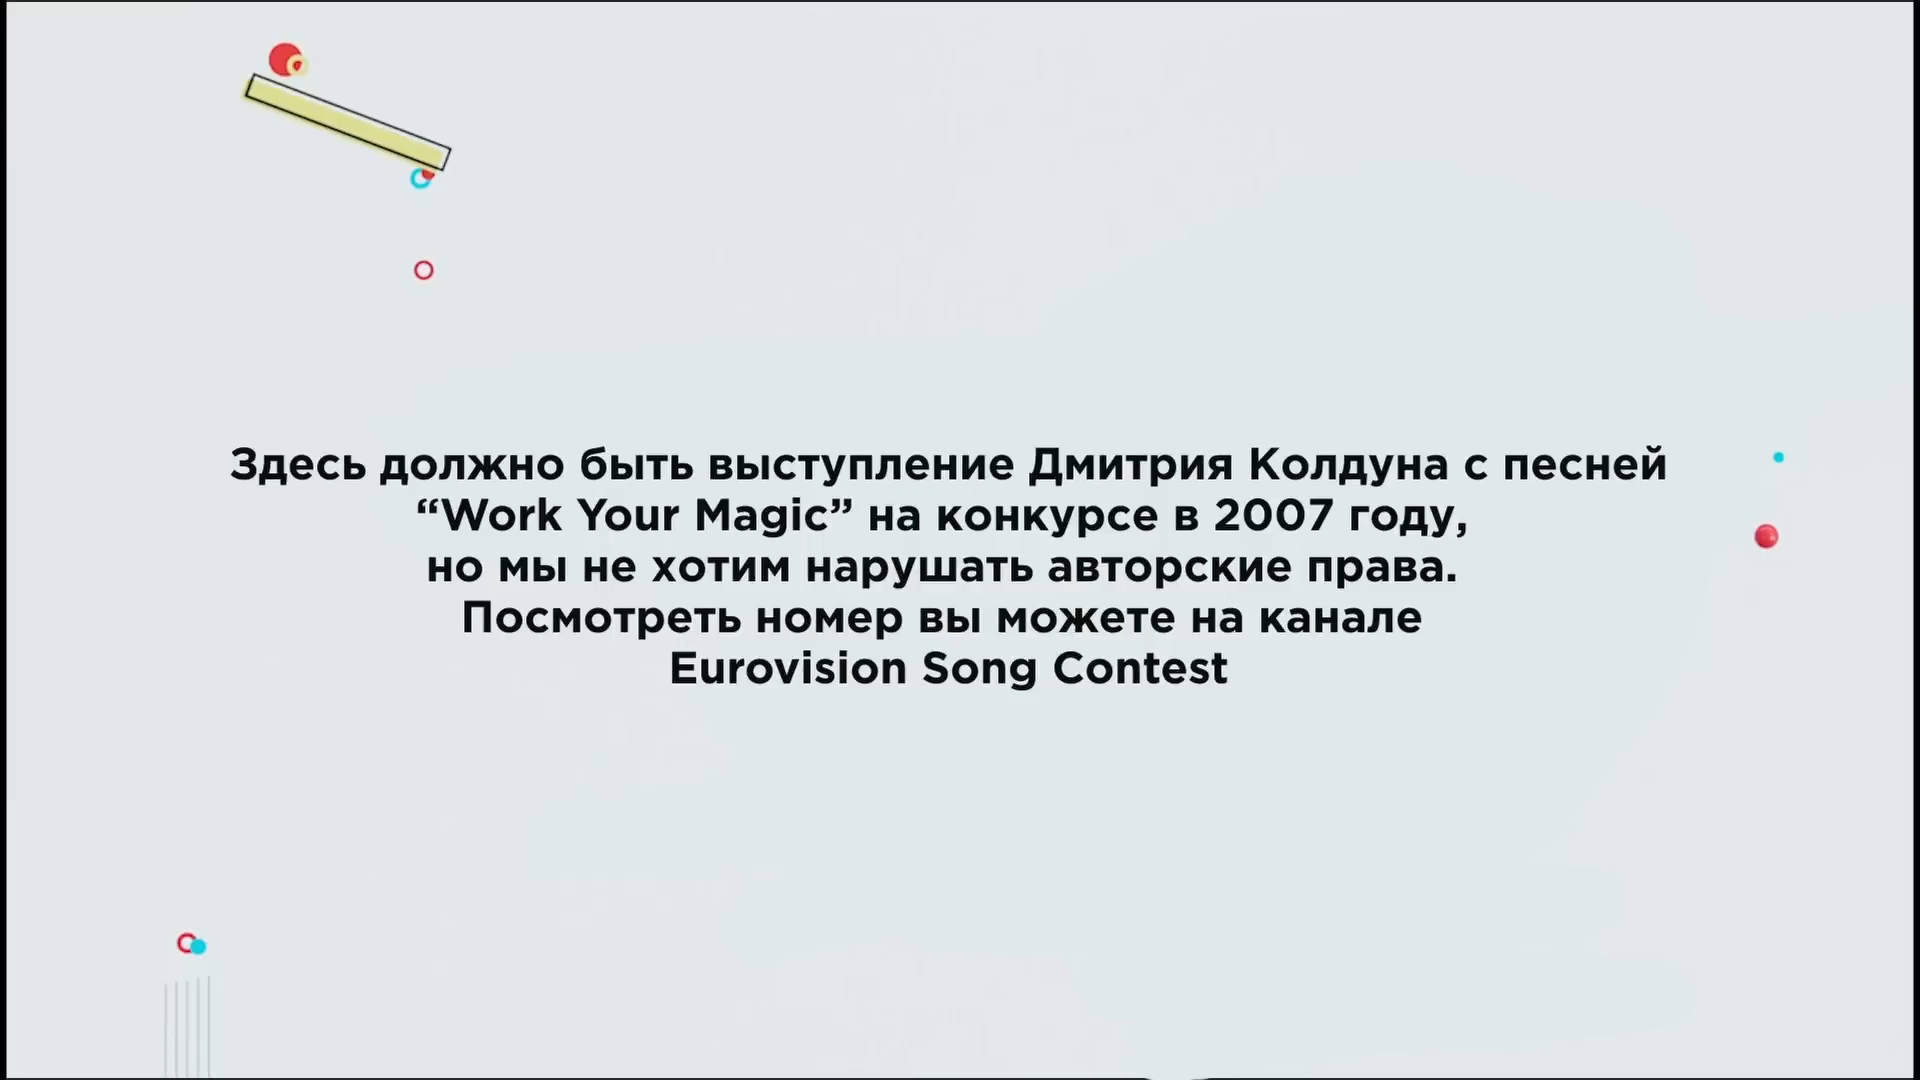 Здесь должно быть выступление Дмитрия Колдуна с песней
“Work Your Magic” на конкурсе в 2007 году,
но мы не хотим нарушать авторские права.
Посмотреть номер вы можете на канале
Eurovision Song Contest